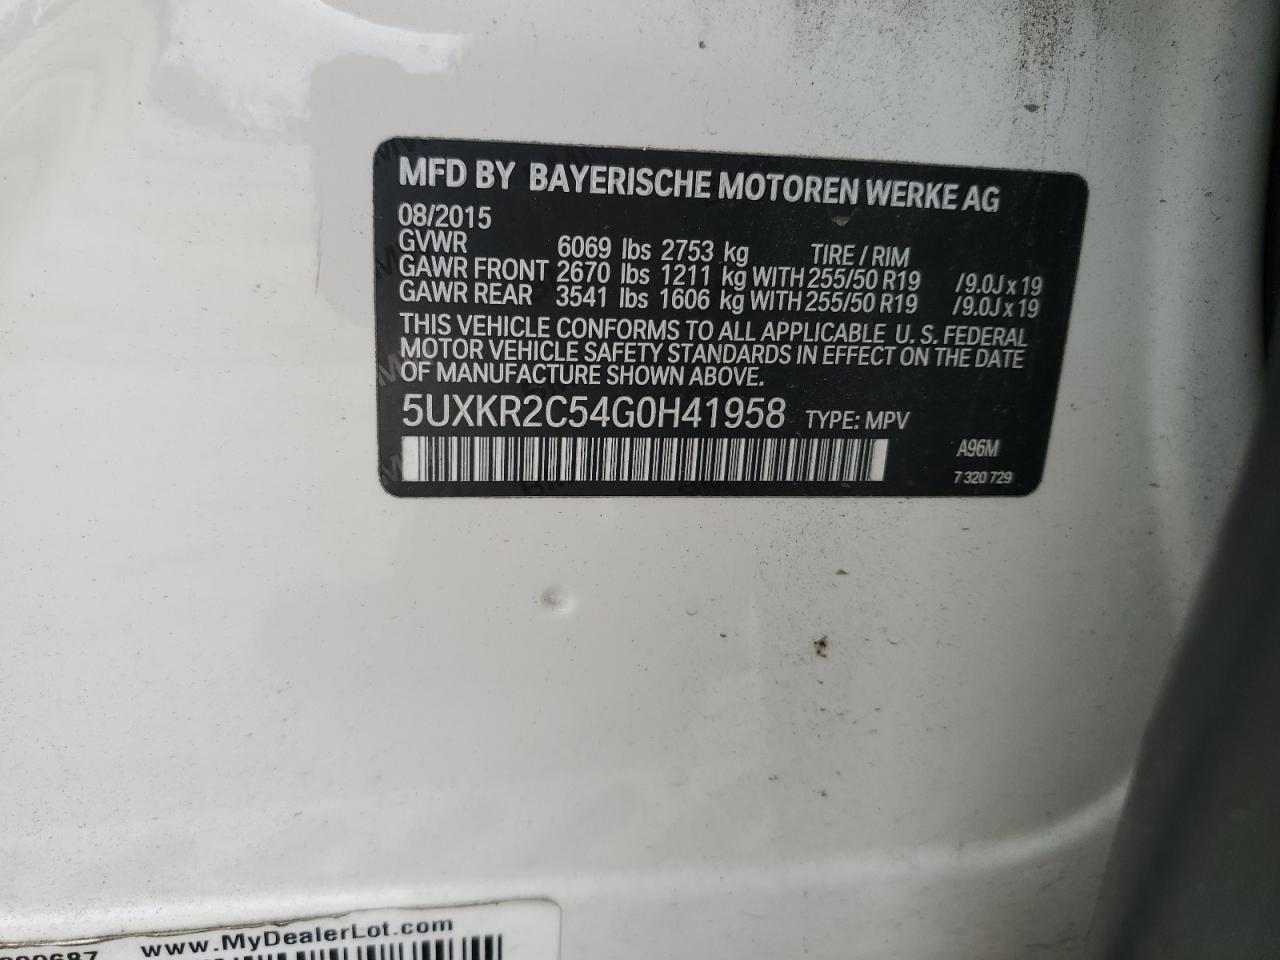 MFD BY BAYERISCHE MOTOREN WERKE AG
08/2015
GVWR 6069 lbs 2753 kg TIRE / RIM
GAWR FRONT 2670 lbs 1211 kg WITH 255/50 R19 /9.0J x 19
GAWR REAR 3541 lbs 1606 kg WITH 255/50 R19 /9.0J x 19
THIS VEHICLE CONFORMS TO ALL APPLICABLE U. S. FEDERAL
MOTOR VEHICLE SAFETY STANDARDS IN EFFECT ON THE DATE
OF MANUFACTURE SHOWN ABOVE.
5UXKR2C54G0H41958 TYPE: MPV
A96M
7 320 729
www.MyDealerLot.com